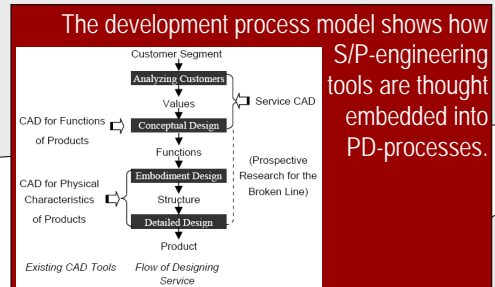 The development process model shows how
S/P-engineering
tools are thought
embedded into
PD-processes.
Customer Segment
Analyzing Customers
Values
Service CAD
CAD for Functions
of Products
Conceptual Design
Functions
(Prospective
Research for the
Broken Line)
Embodiment Design
CAD for Physical
Characteristics
of Products
Structure
Detailed Design
Product
Existing CAD Tools
Flow of Designing
Service